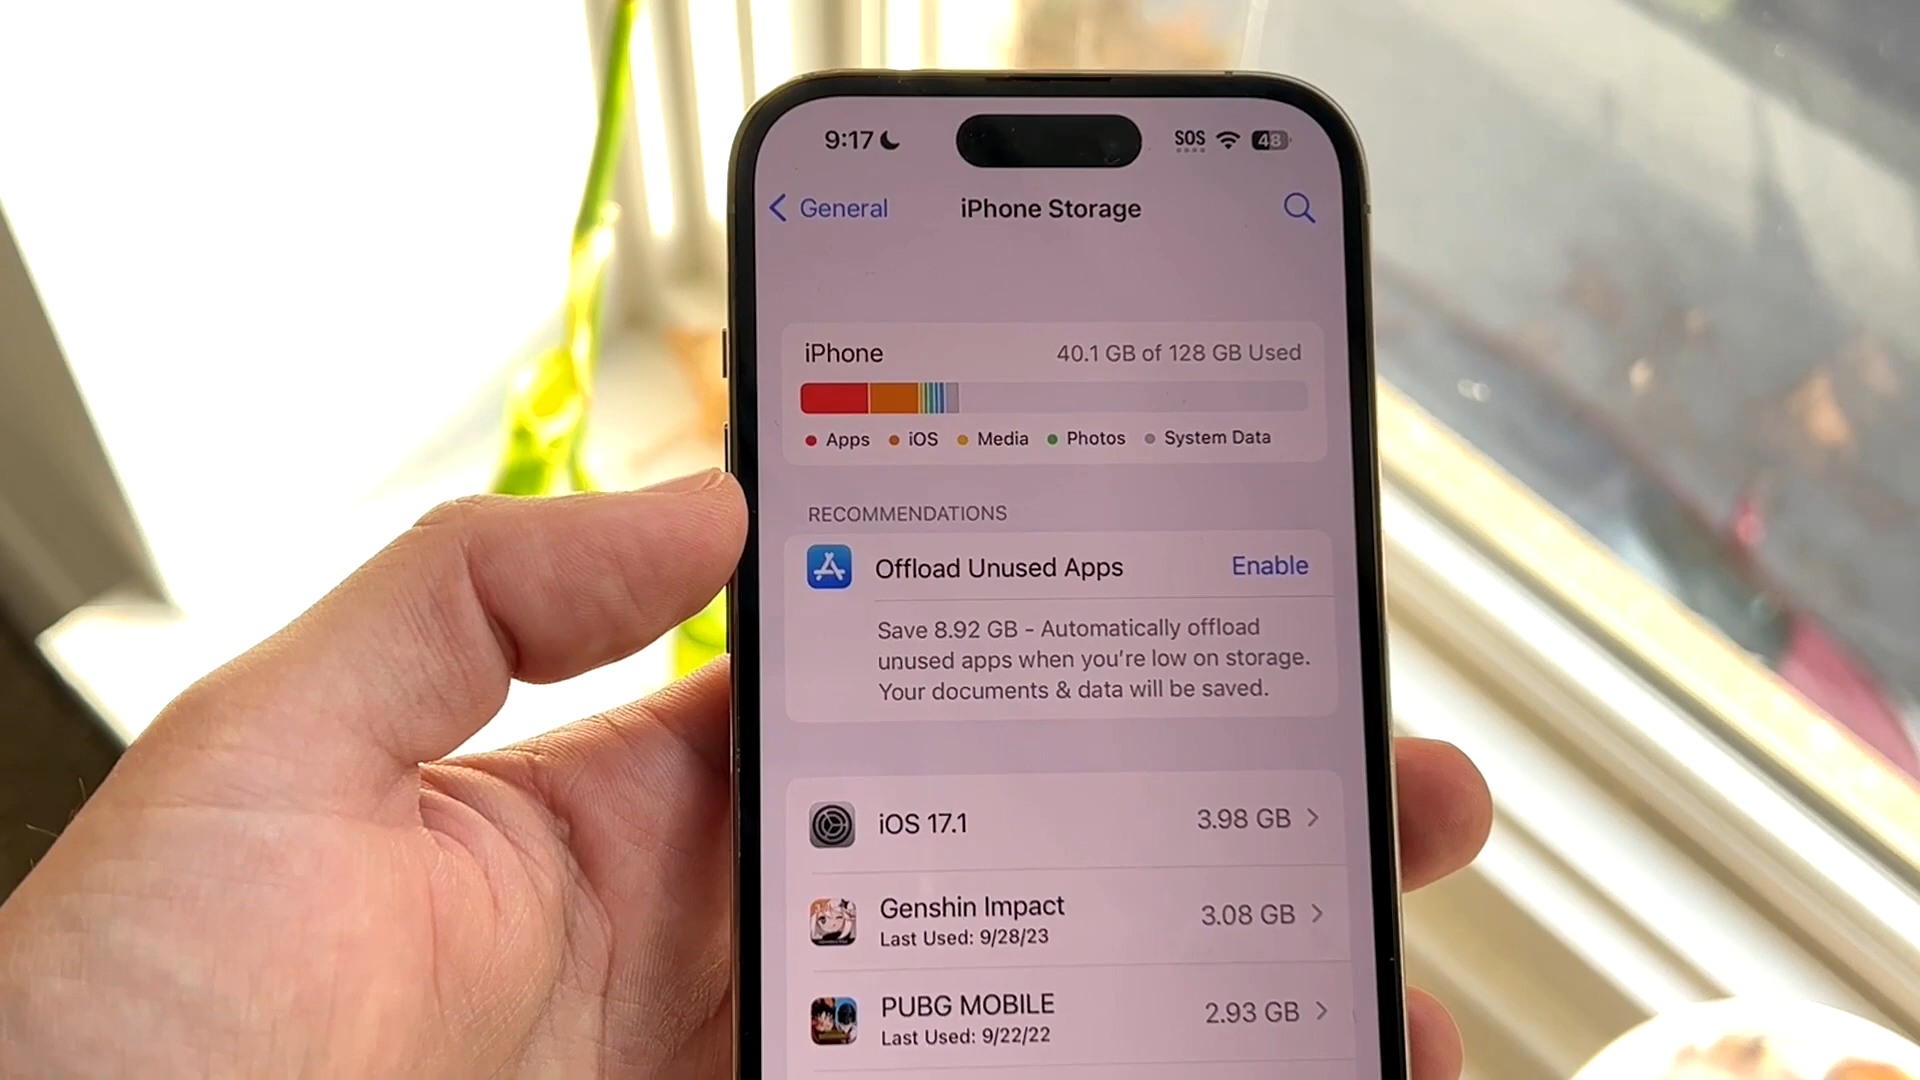 9:17 SOS 48
General iPhone Storage
iPhone 40.1 GB of 128 GB Used
Apps iOS Media Photos System Data
RECOMMENDATIONS
Offload Unused Apps Enable
Save 8.92 GB - Automatically offload
unused apps when you're low on storage.
Your documents & data will be saved.
iOS 17.1 3.98 GB
Genshin Impact 3.08 GB
Last Used: 9/28/23
PUBG MOBILE 2.93 GB
Last Used: 9/22/22